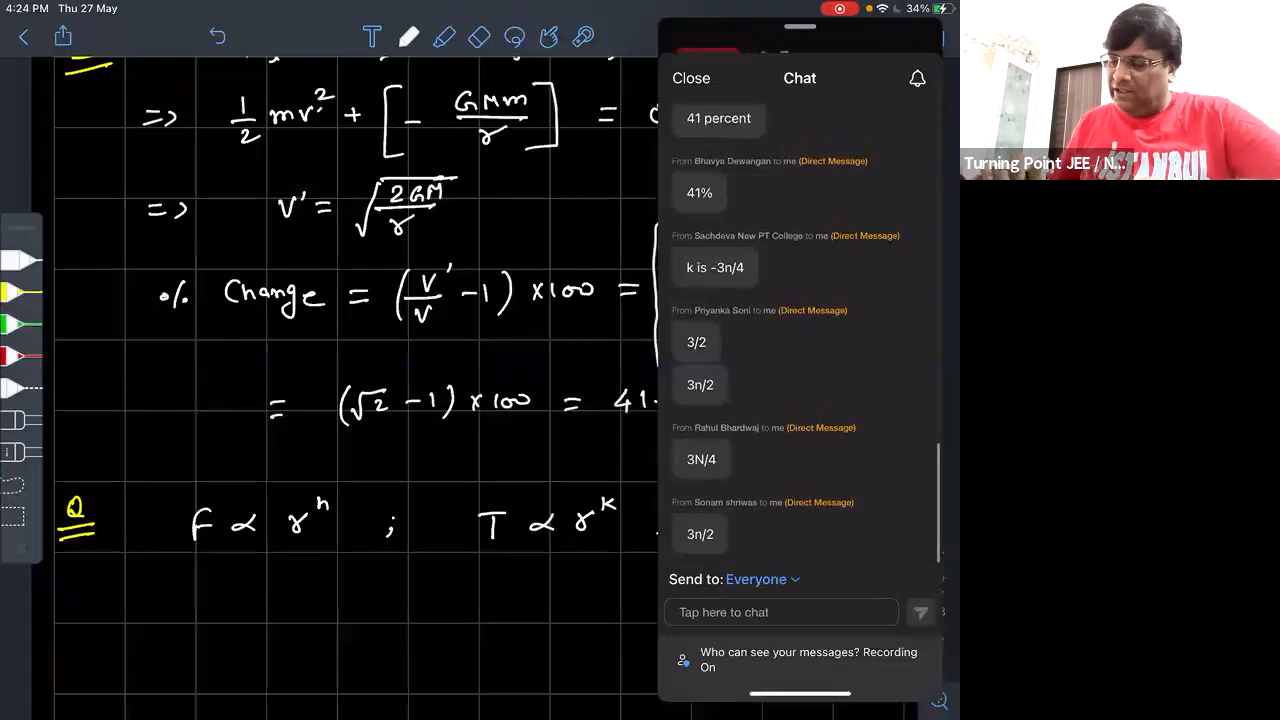 4:24 PM Thu 27 May
34%
=> 1/2 mv² + [ - GMm/r ] = 0
=> v' = √(2GM/r)
% Change = (v'/v - 1) × 100 =
= (√2 - 1) × 100 = 41.
Q F ∝ r^n ; T ∝ r^k
Close Chat
41 percent
From Bhavya Dewangan to me (Direct Message)
41%
From Sachdeva New PT College to me (Direct Message)
k is -3n/4
From Priyanka Soni to me (Direct Message)
3/2
3n/2
From Rahul Bhardwaj to me (Direct Message)
3N/4
From Sonam shriwas to me (Direct Message)
3n/2
Send to: Everyone
Tap here to chat
Who can see your messages? Recording
On
Turning Point JEE / N...